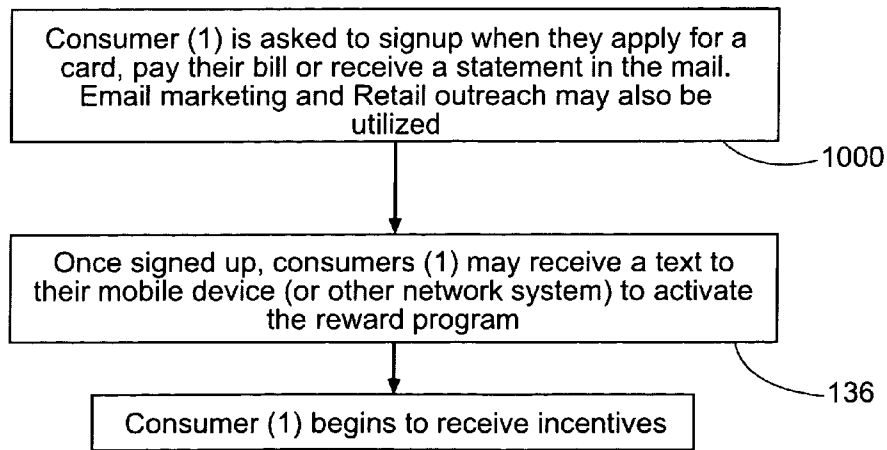 Consumer (1) is asked to signup when they apply for a
card, pay their bill or receive a statement in the mail.
Email marketing and Retail outreach may also be
utilized
1000
Once signed up, consumers (1) may receive a text to
their mobile device (or other network system) to activate
the reward program
136
Consumer (1) begins to receive incentives